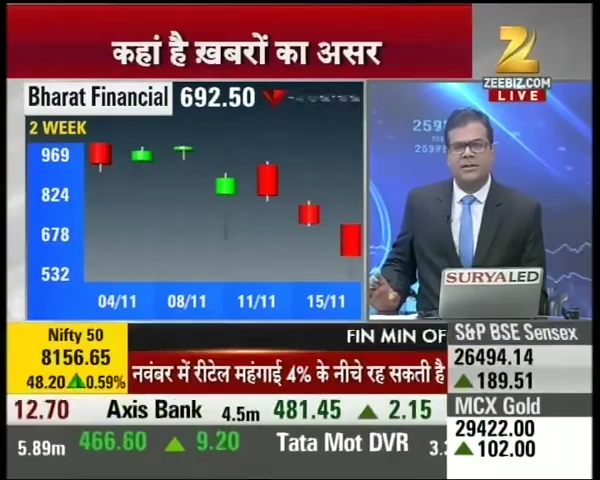 कहां है ख़बरों का असर
ZEEBIZ.COM
LIVE
Bharat Financial 692.50
2 WEEK
969
824
678
532
04/11 08/11 11/11 15/11
SURYA LED
Nifty 50
8156.65
48.20 0.59%
FIN MIN OF
नवंबर में रीटेल महंगाई 4% के नीचे रह सकती है
S&P BSE Sensex
26494.14
189.51
MCX Gold
29422.00
102.00
12.70 Axis Bank 4.5m 481.45 2.15
5.89m 466.60 9.20 Tata Mot DVR 3.